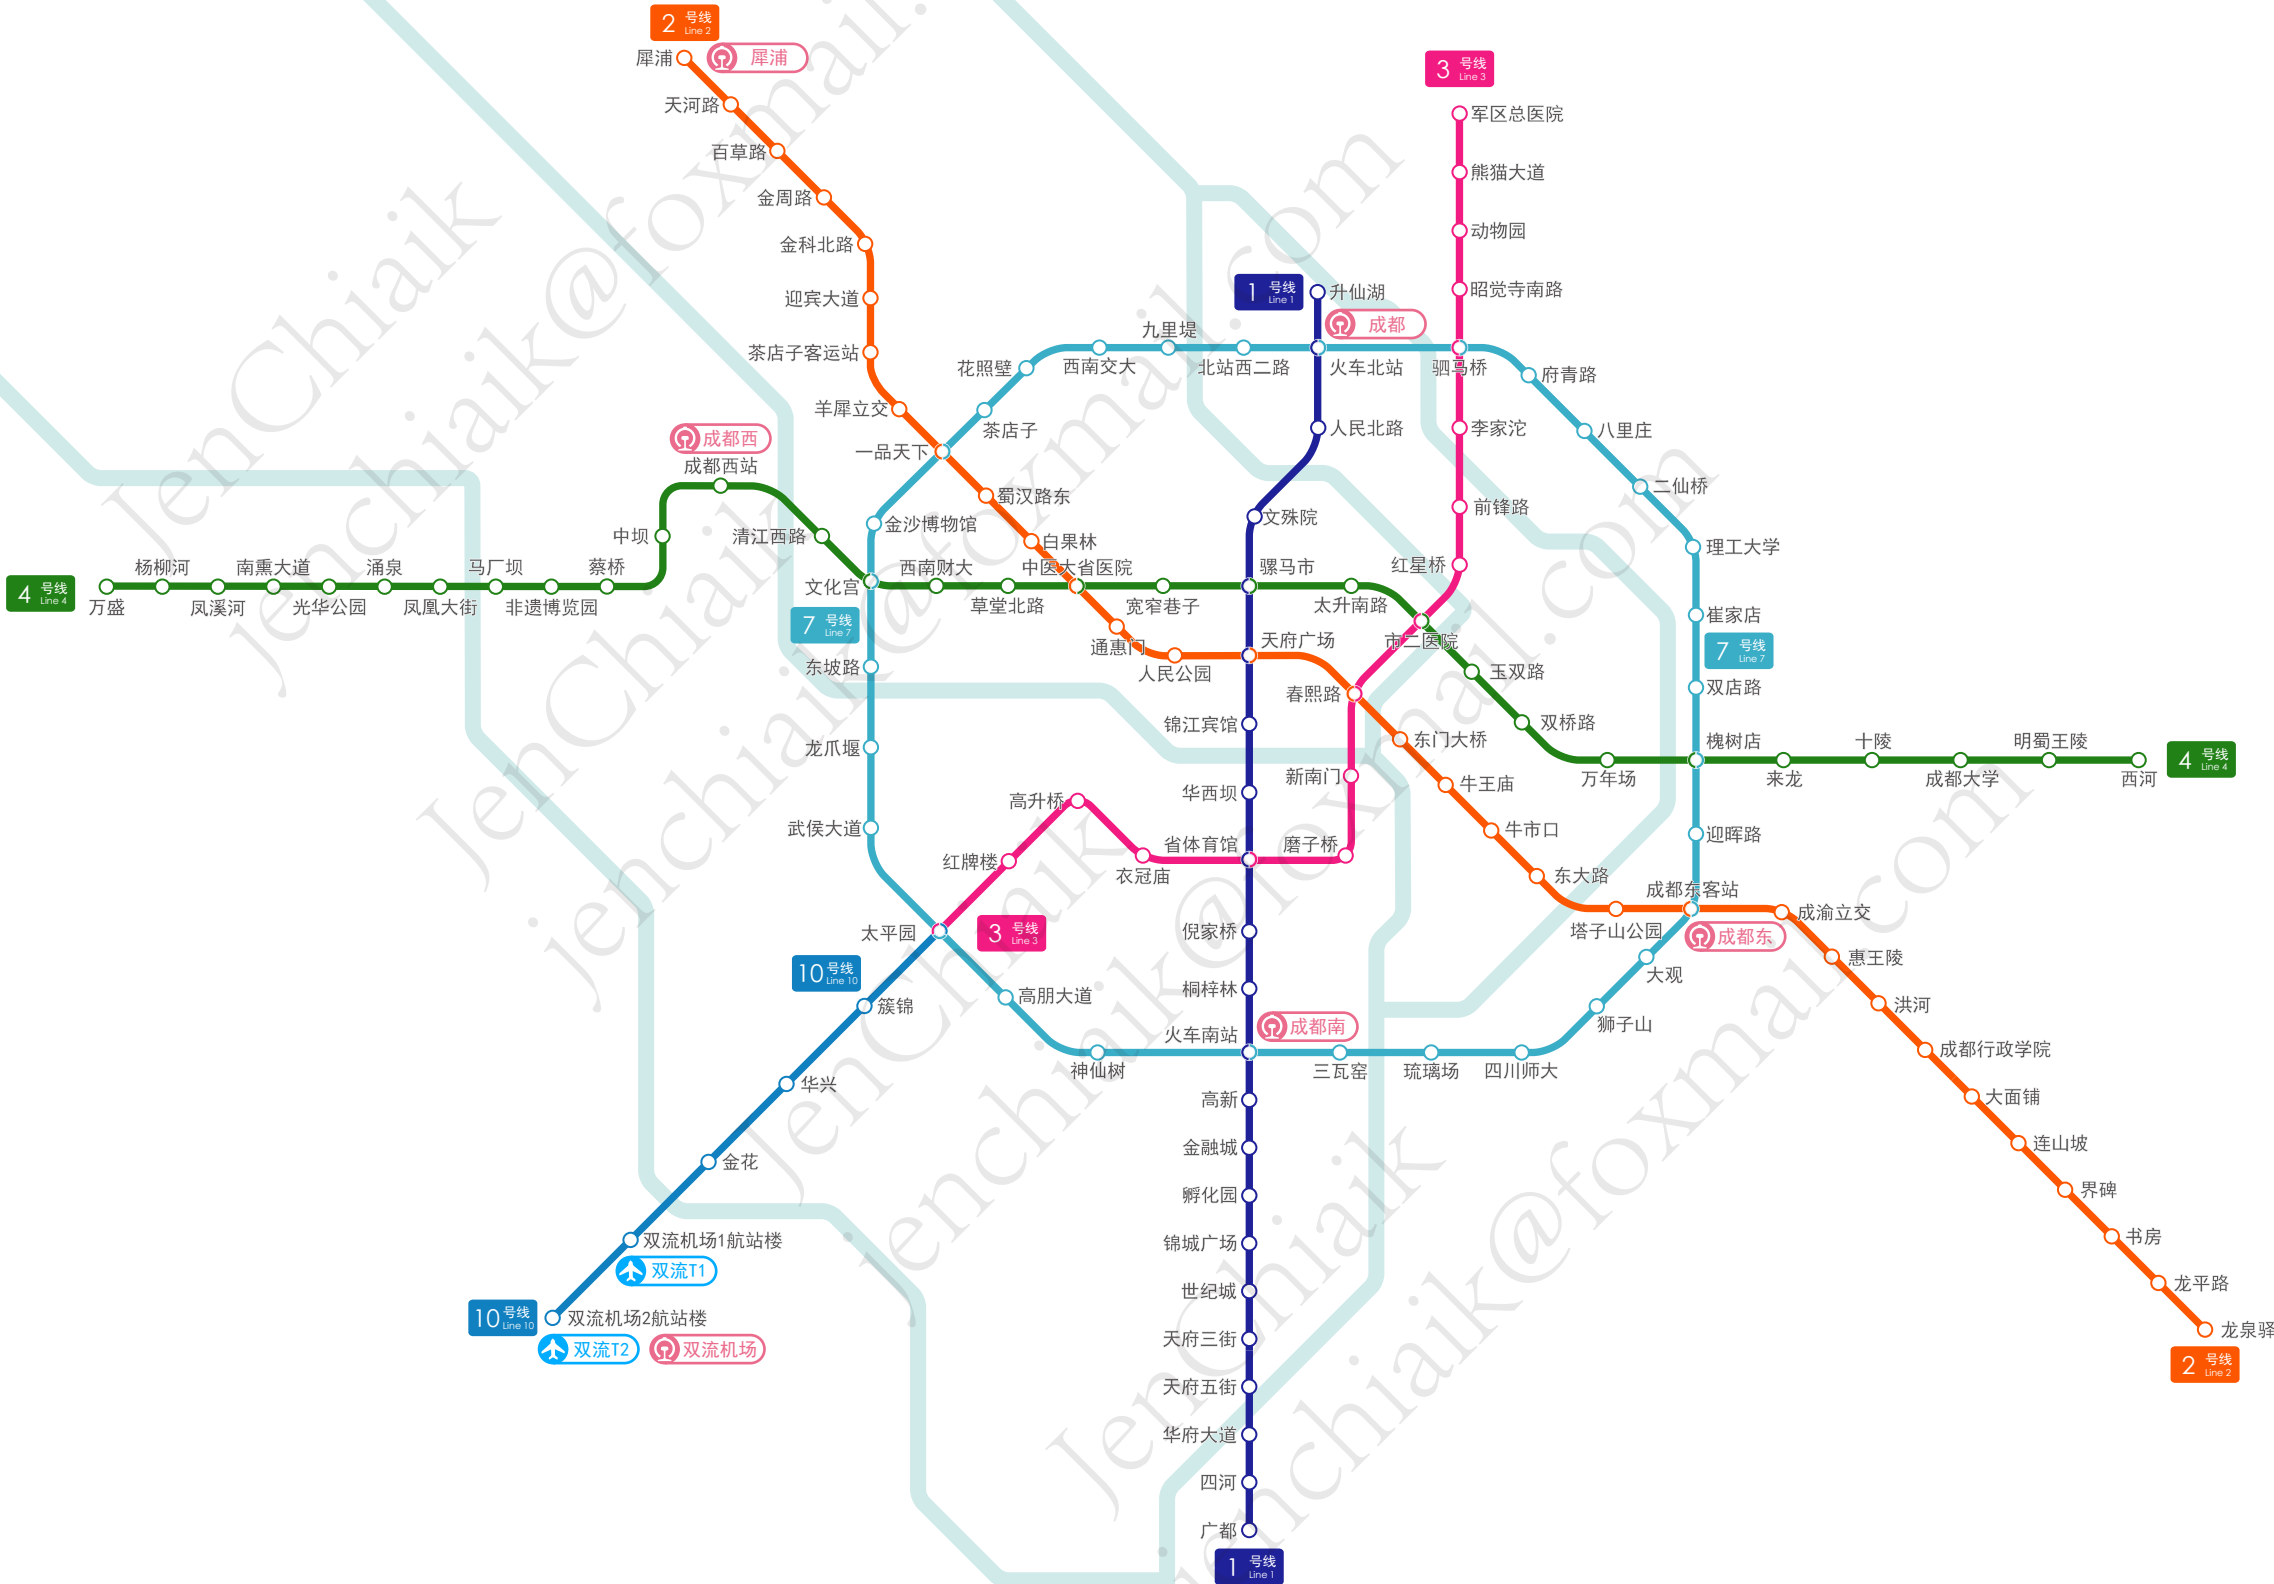 2 号线
Line 2
犀浦
犀浦
天河路
百草路
金周路
金科北路
迎宾大道
茶店子客运站
羊犀立交
一品天下
蜀汉路东
白果林
中医大省医院
通惠门
人民公园
天府广场
春熙路
东门大桥
牛王庙
牛市口
东大路
塔子山公园
成都东客站
成都东
成渝立交
惠王陵
洪河
成都行政学院
大面铺
连山坡
界碑
书房
龙平路
龙泉驿
2 号线
Line 2
3 号线
Line 3
军区总医院
熊猫大道
动物园
昭觉寺南路
驷马桥
李家沱
前锋路
红星桥
市二医院
新南门
磨子桥
省体育馆
衣冠庙
高升桥
红牌楼
太平园
3 号线
Line 3
1 号线
Line 1
升仙湖
成都
火车北站
人民北路
文殊院
骡马市
锦江宾馆
华西坝
倪家桥
桐梓林
火车南站
成都南
高新
金融城
孵化园
锦城广场
世纪城
天府三街
天府五街
华府大道
四河
广都
1 号线
Line 1
4 号线
Line 4
万盛
杨柳河
凤溪河
南熏大道
光华公园
涌泉
凤凰大街
马厂坝
非遗博览园
蔡桥
中坝
成都西
成都西站
清江西路
文化宫
西南财大
草堂北路
宽窄巷子
太升南路
玉双路
双桥路
万年场
槐树店
来龙
十陵
成都大学
明蜀王陵
西河
4 号线
Line 4
7 号线
Line 7
东坡路
龙爪堰
武侯大道
高朋大道
神仙树
三瓦窑
琉璃场
四川师大
狮子山
大观
迎晖路
双店路
7 号线
Line 7
崔家店
理工大学
二仙桥
八里庄
府青路
北站西二路
九里堤
西南交大
花照壁
茶店子
金沙博物馆
10 号线
Line 10
簇锦
华兴
金花
双流机场1航站楼
双流T1
双流机场2航站楼
双流T2
双流机场
10 号线
Line 10
JenChiaik
jenchiaik@foxmail.com
JenChiaik
jenchiaik@foxmail.com
JenChiaik
jenchiaik@foxmail.com
JenChiaik
jenchiaik@foxmail.com